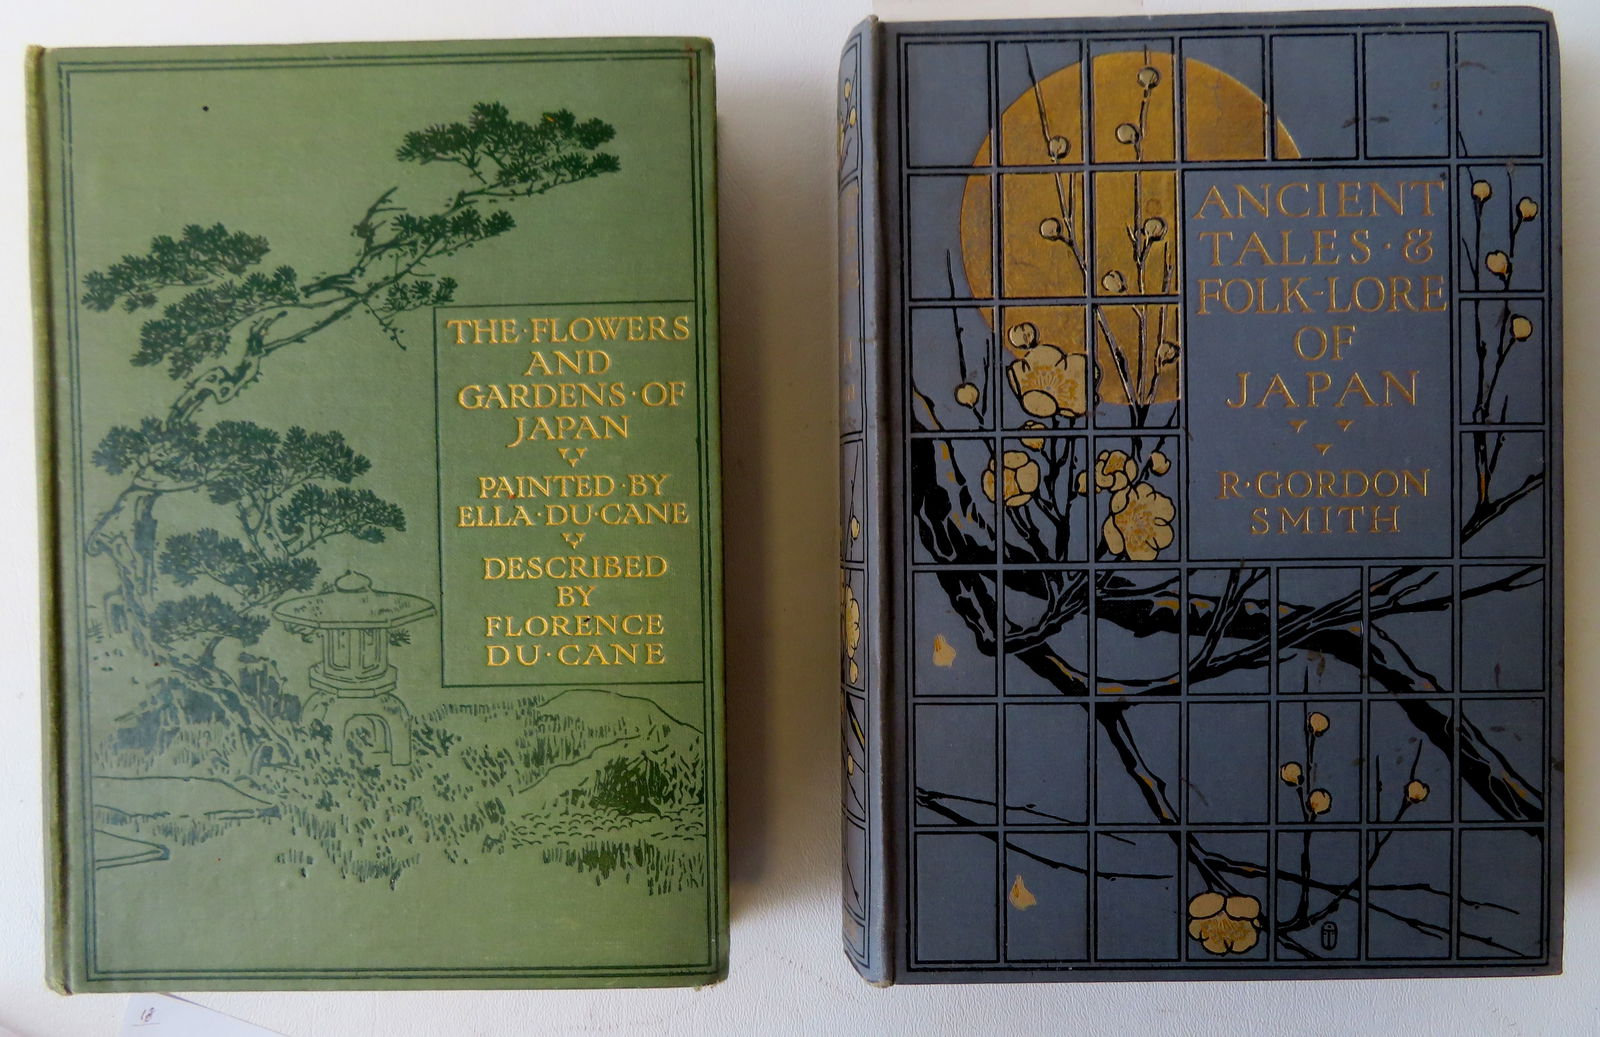 THE·FLOWERS
AND
GARDENS·OF
JAPAN
PAINTED·BY
ELLA·DU·CANE
DESCRIBED
BY
FLORENCE
DU·CANE
ANCIENT
TALES·&
FOLK-LORE
OF
JAPAN
R·GORDON
SMITH